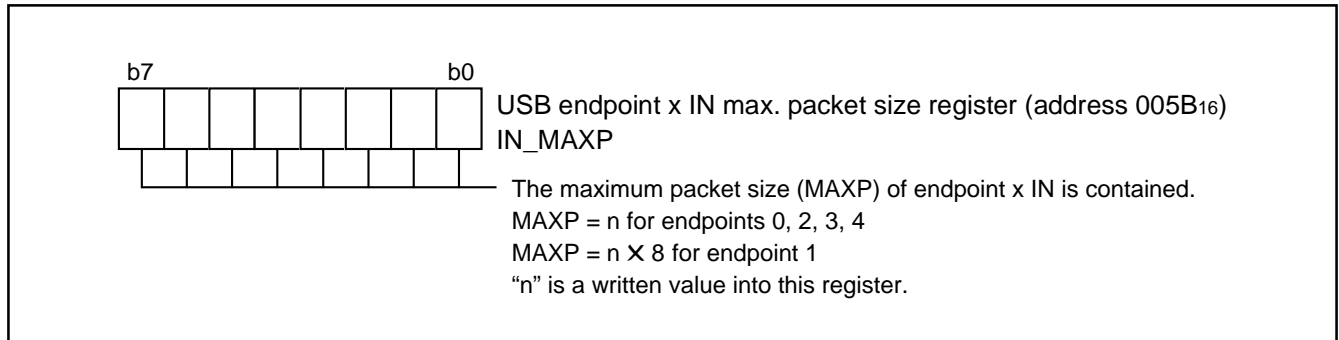 b7 b0
USB endpoint x IN max. packet size register (address 005B16)
IN_MAXP
The maximum packet size (MAXP) of endpoint x IN is contained.
MAXP = n for endpoints 0, 2, 3, 4
MAXP = n ✕ 8 for endpoint 1
“n” is a written value into this register.